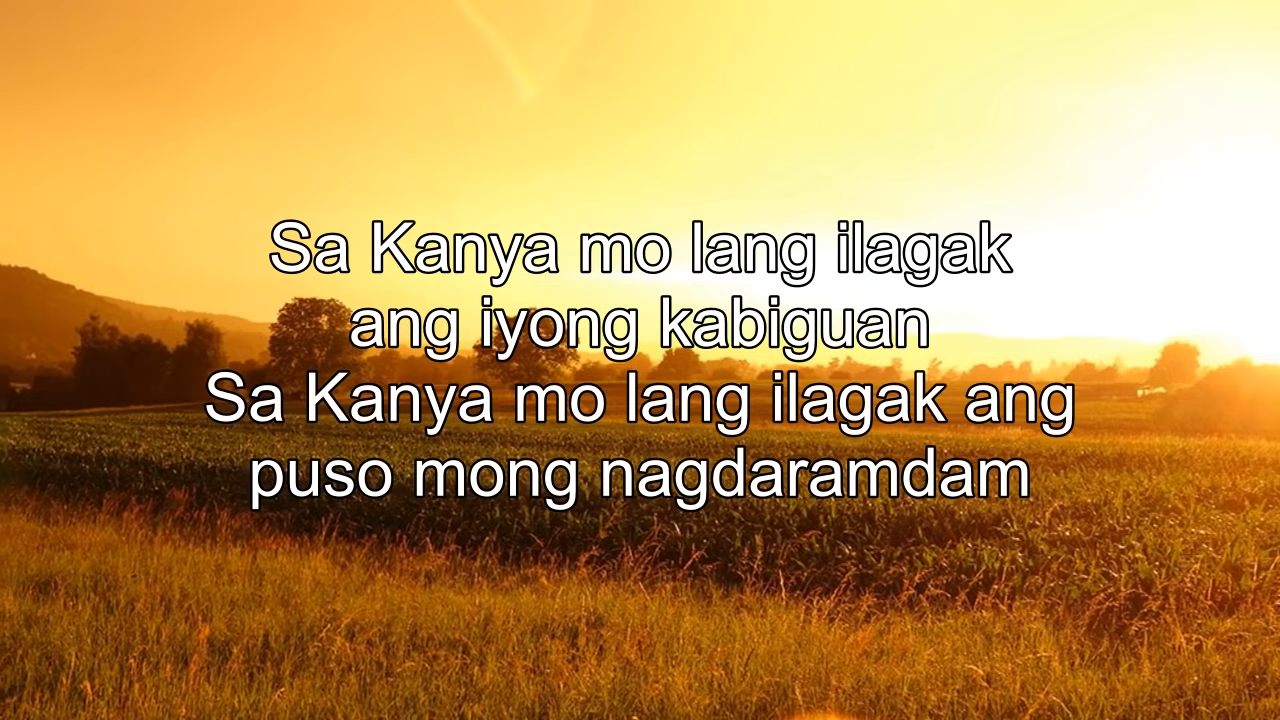 Sa Kanya mo lang ilagak
ang iyong kabiguan
Sa Kanya mo lang ilagak ang
puso mong nagdaramdam